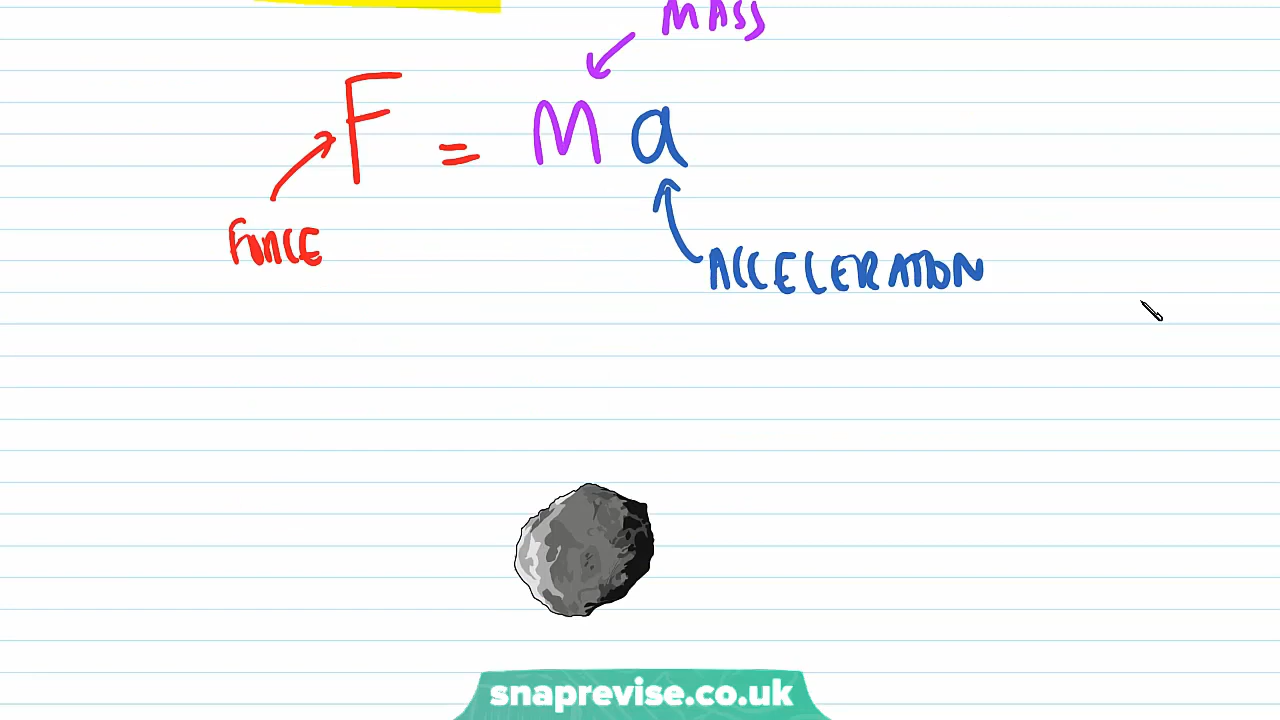 MASS
F = Ma
FORCE
ACCELERATION
snaprevise.co.uk